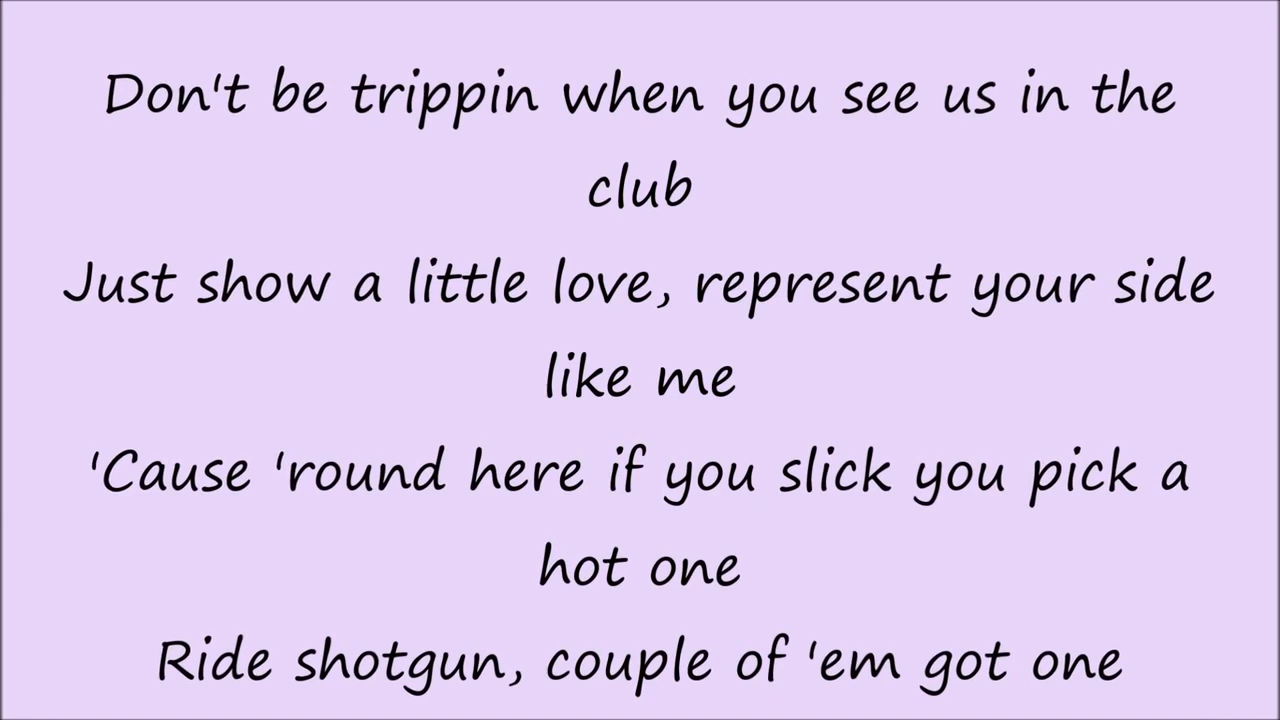 Don't be trippin when you see us in the
club
Just show a little love, represent your side
like me
'Cause 'round here if you slick you pick a
hot one
Ride shotgun, couple of 'em got one